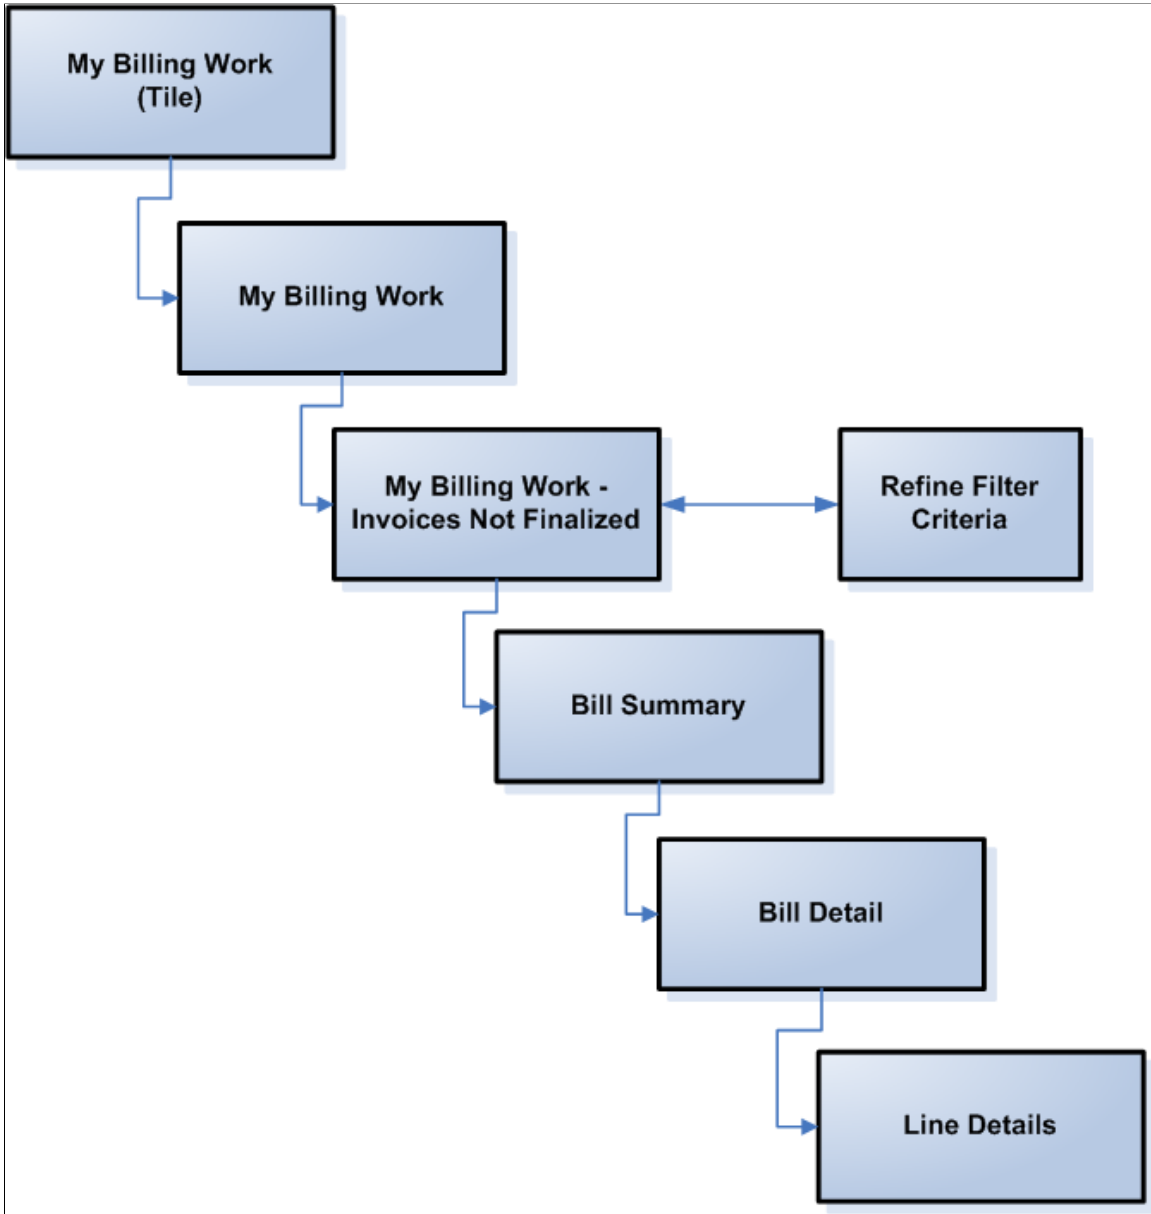 My Billing Work
(Tile)
My Billing Work
My Billing Work -
Invoices Not Finalized
Refine Filter
Criteria
Bill Summary
Bill Detail
Line Details